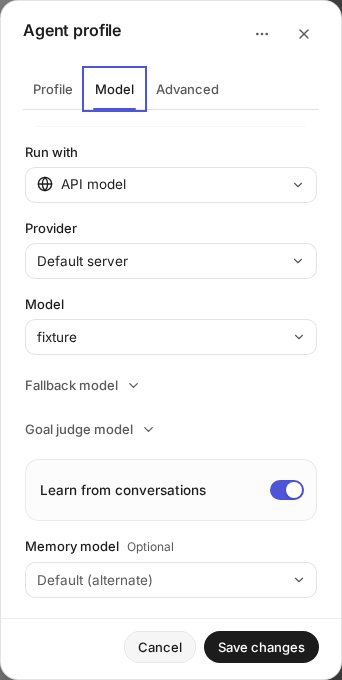 Agent profile
Profile Model Advanced
Run with
API model
Provider
Default server
Model
fixture
Fallback model
Goal judge model
Learn from conversations
Memory model Optional
Default (alternate)
Cancel Save changes